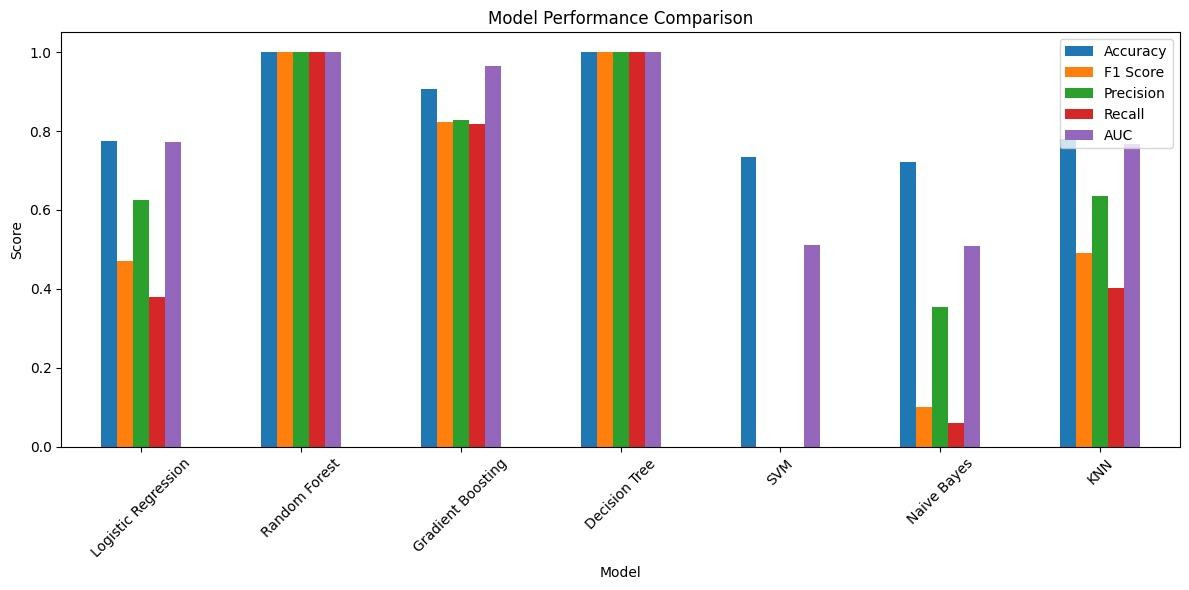 Model Performance Comparison
Accuracy
F1 Score
Precision
Recall
AUC
Score
1.0
0.8
0.6
0.4
0.2
0.0
Logistic Regression
Random Forest
Gradient Boosting
Decision Tree
SVM
Naive Bayes
KNN
Model